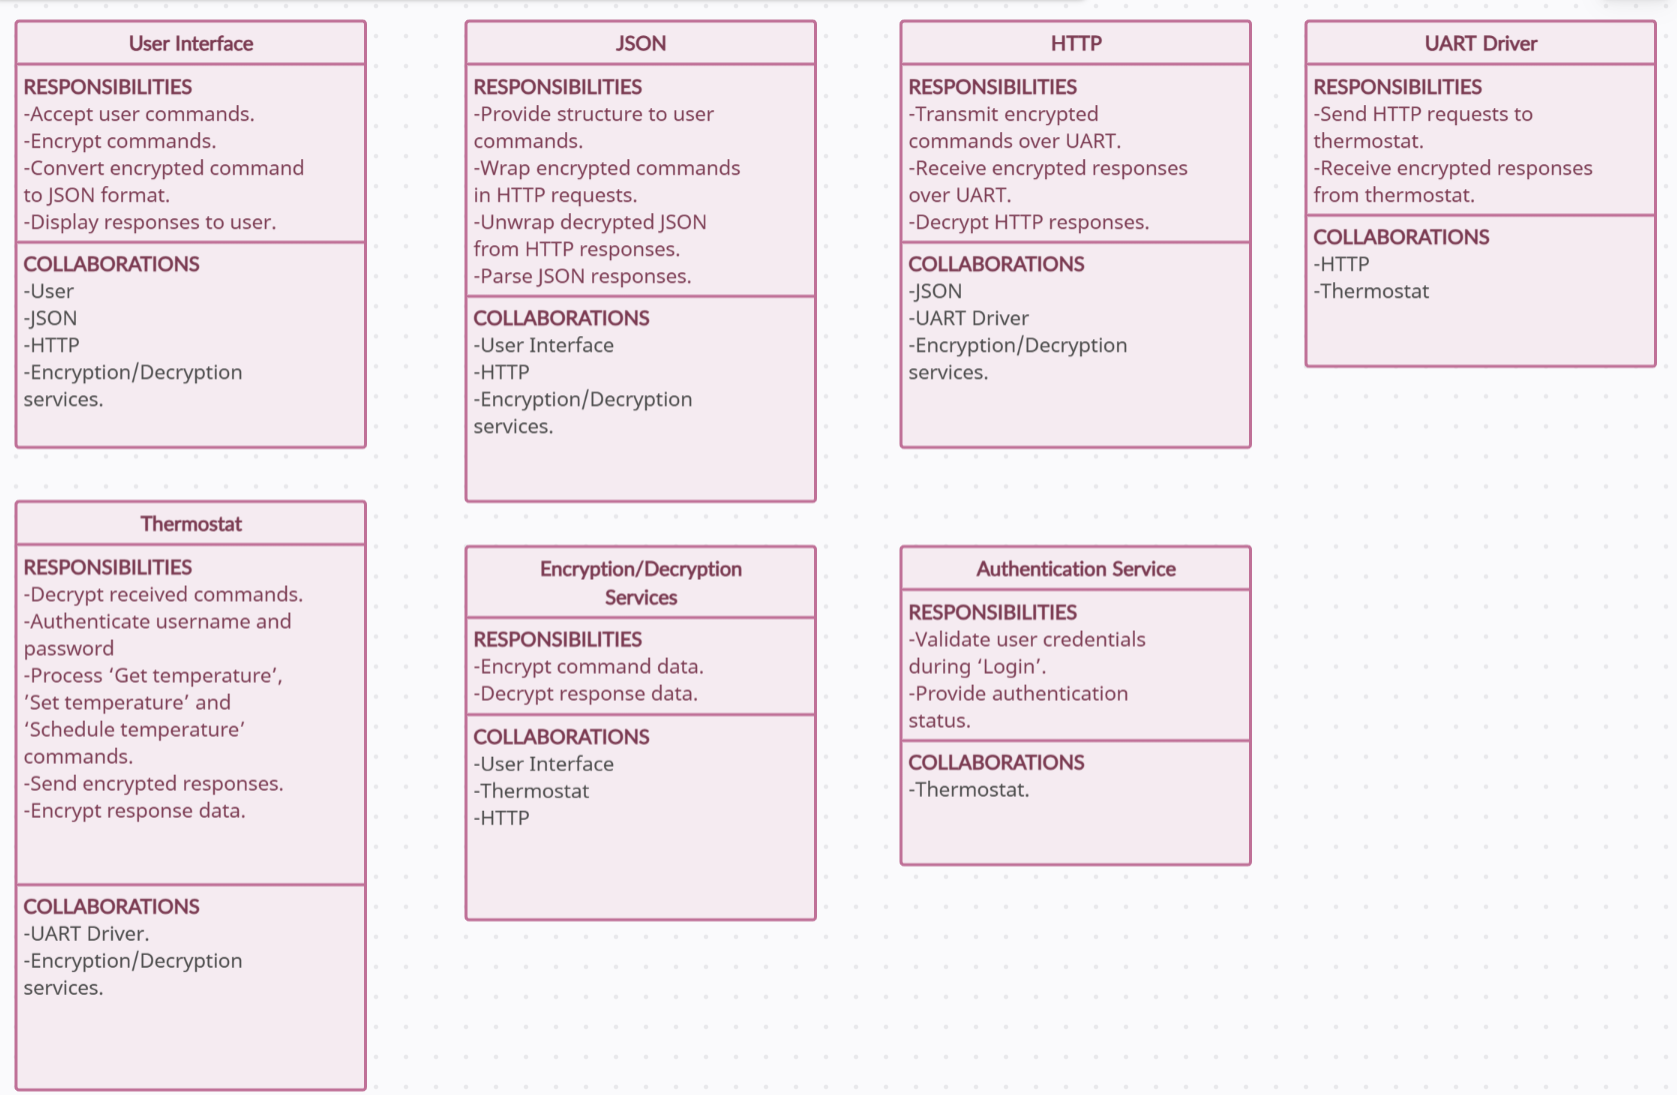 User Interface
RESPONSIBILITIES
-Accept user commands.
-Encrypt commands.
-Convert encrypted command
to JSON format.
-Display responses to user.
COLLABORATIONS
-User
-JSON
-HTTP
-Encryption/Decryption
services.
JSON
RESPONSIBILITIES
-Provide structure to user
commands.
-Wrap encrypted commands
in HTTP requests.
-Unwrap decrypted JSON
from HTTP responses.
-Parse JSON responses.
COLLABORATIONS
-User Interface
-HTTP
-Encryption/Decryption
services.
HTTP
RESPONSIBILITIES
-Transmit encrypted
commands over UART.
-Receive encrypted responses
over UART.
-Decrypt HTTP responses.
COLLABORATIONS
-JSON
-UART Driver
-Encryption/Decryption
services.
UART Driver
RESPONSIBILITIES
-Send HTTP requests to
thermostat.
-Receive encrypted responses
from thermostat.
COLLABORATIONS
-HTTP
-Thermostat
Thermostat
RESPONSIBILITIES
-Decrypt received commands.
-Authenticate username and
password
-Process ‘Get temperature’,
’Set temperature’ and
‘Schedule temperature’
commands.
-Send encrypted responses.
-Encrypt response data.
COLLABORATIONS
-UART Driver.
-Encryption/Decryption
services.
Encryption/Decryption
Services
RESPONSIBILITIES
-Encrypt command data.
-Decrypt response data.
COLLABORATIONS
-User Interface
-Thermostat
-HTTP
Authentication Service
RESPONSIBILITIES
-Validate user credentials
during ‘Login’.
-Provide authentication
status.
COLLABORATIONS
-Thermostat.